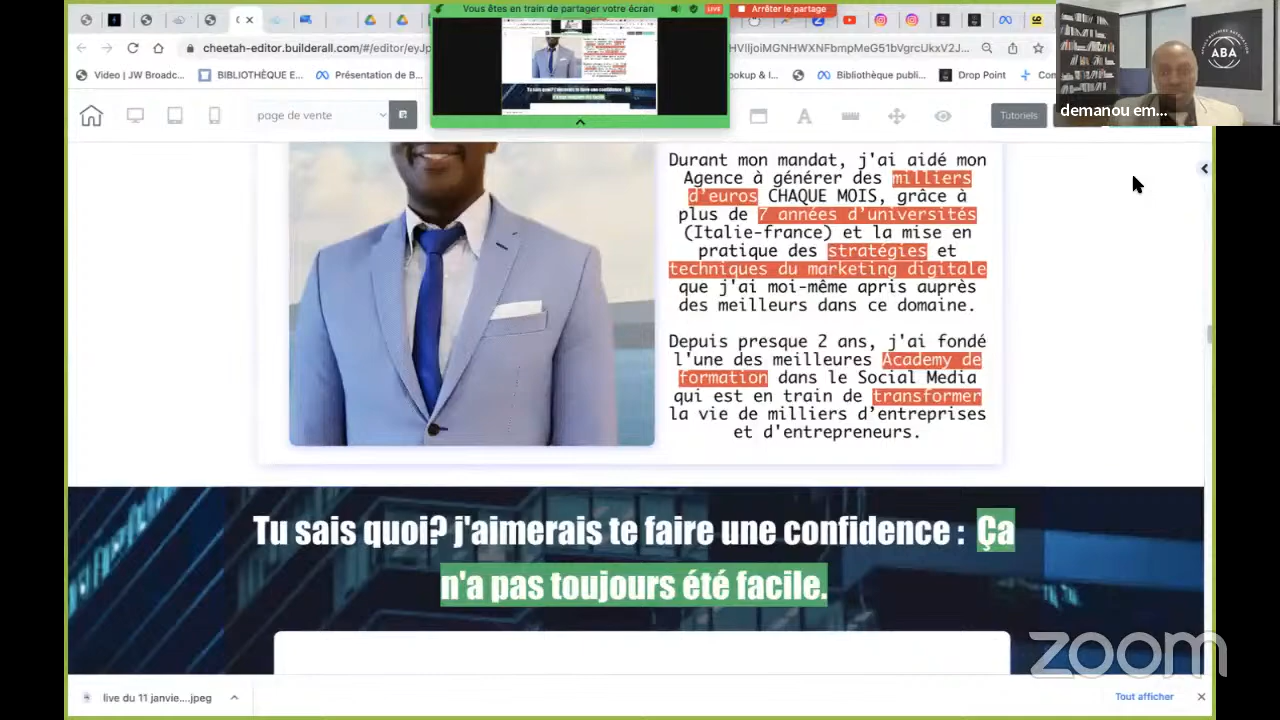 Vous êtes en train de partager votre écran
LIVE
Arrêter le partage
cheetah-editor.builderall.com/#/editor/eyJp
Video | JW Broadc...
BIBLIOTHÈQUE E...
Bibliothèque publi...
Drop Point
page de vente
Tutoriels
ABA
demanou em...
Durant mon mandat, j'ai aidé mon
Agence à générer des milliers
d'euros CHAQUE MOIS, grâce à
plus de 7 années d'universités
(Italie-france) et la mise en
pratique des stratégies et
techniques du marketing digitale
que j'ai moi-même apris auprès
des meilleurs dans ce domaine.
Depuis presque 2 ans, j'ai fondé
l'une des meilleures Academy de
formation dans le Social Media
qui est en train de transformer
la vie de milliers d'entreprises
et d'entrepreneurs.
Tu sais quoi? j'aimerais te faire une confidence : Ça
n'a pas toujours été facile.
zoom
live du 11 janvie....jpeg
Tout afficher